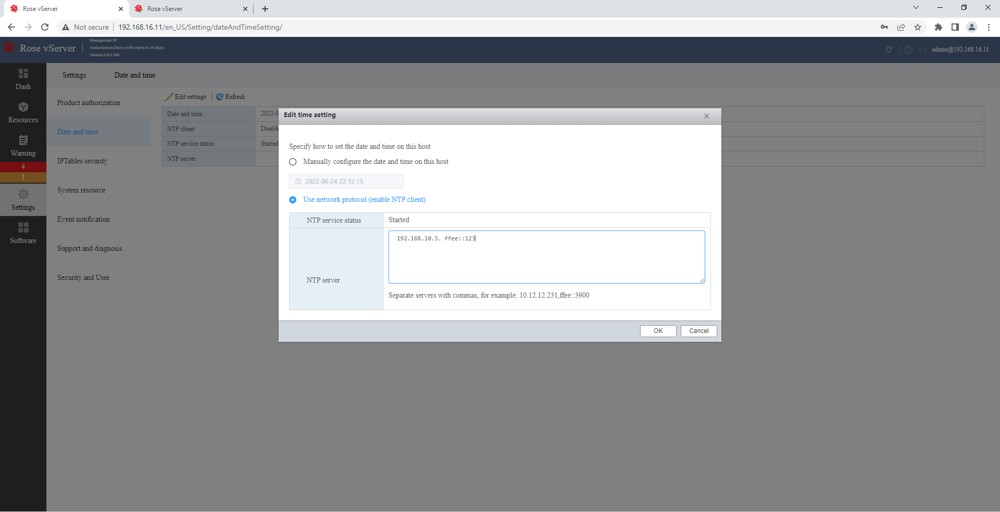 Rose vServer
Rose vServer
Not secure
192.168.16.11/en_US/Setting/dateAndTimeSetting/
Rose vServer
Management IP:
Authorization:Demo (will expire in 30 days)
Version:3.0.0.346
admin@192.168.16.11
Dash
Resources
Warning
4
1
Settings
Software
Settings
Date and time
Product authorization
Date and time
IPTables security
System resource
Event notification
Support and diagnosis
Security and User
Edit settings
Refresh
Date and time
2022-0
NTP client
Disable
NTP service status
Started
NTP server
Edit time setting
Specify how to set the date and time on this host
Manually configure the date and time on this host
2022-06-24 22:12:15
Use network protocol (enable NTP client)
NTP service status
Started
NTP server
192.168.10.5, ffee::123
Separate servers with commas, for example: 10.12.12.231,ffee::3900
OK
Cancel